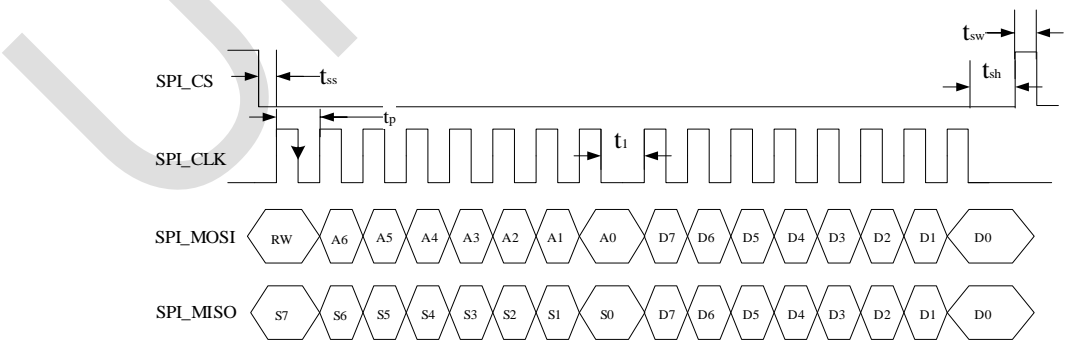 tsw
SPI_CS tss tsh
tp
SPI_CLK t1
SPI_MOSI RW A6 A5 A4 A3 A2 A1 A0 D7 D6 D5 D4 D3 D2 D1 D0
SPI_MISO S7 S6 S5 S4 S3 S2 S1 S0 D7 D6 D5 D4 D3 D2 D1 D0